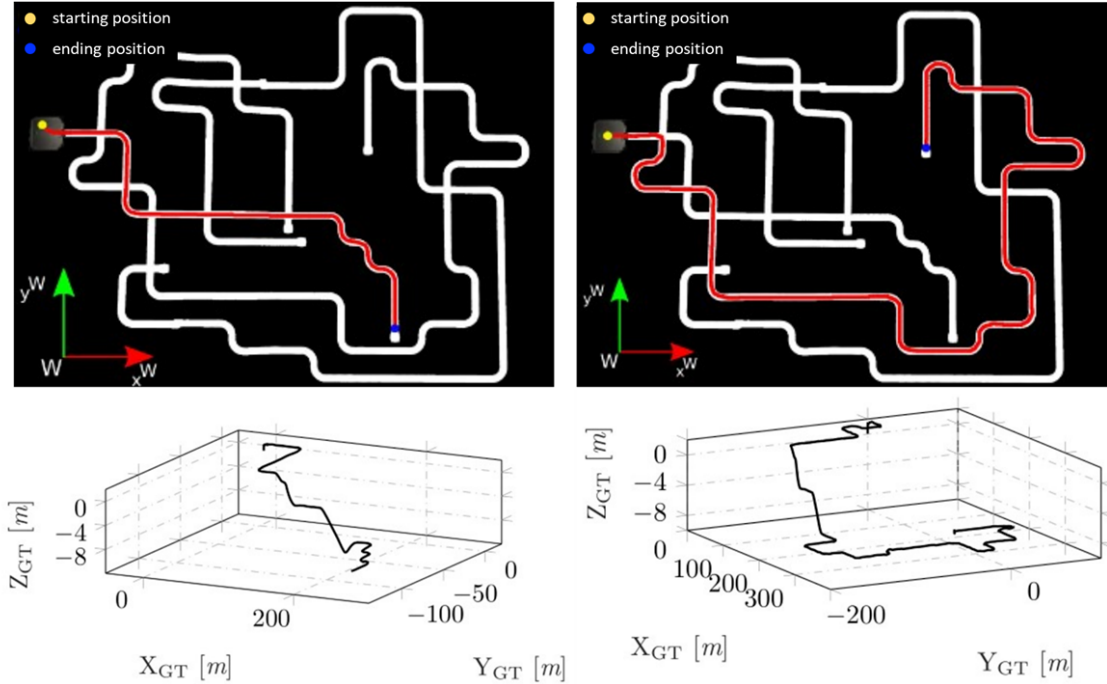 starting position
ending position
y^W
W
x^W
starting position
ending position
y^W
W
x^W
0
−4
−8
Z_GT [m]
0
200
X_GT [m]
0
−50
−100
Y_GT [m]
0
−4
−8
Z_GT [m]
0
100
200
300
X_GT [m]
−200
0
Y_GT [m]